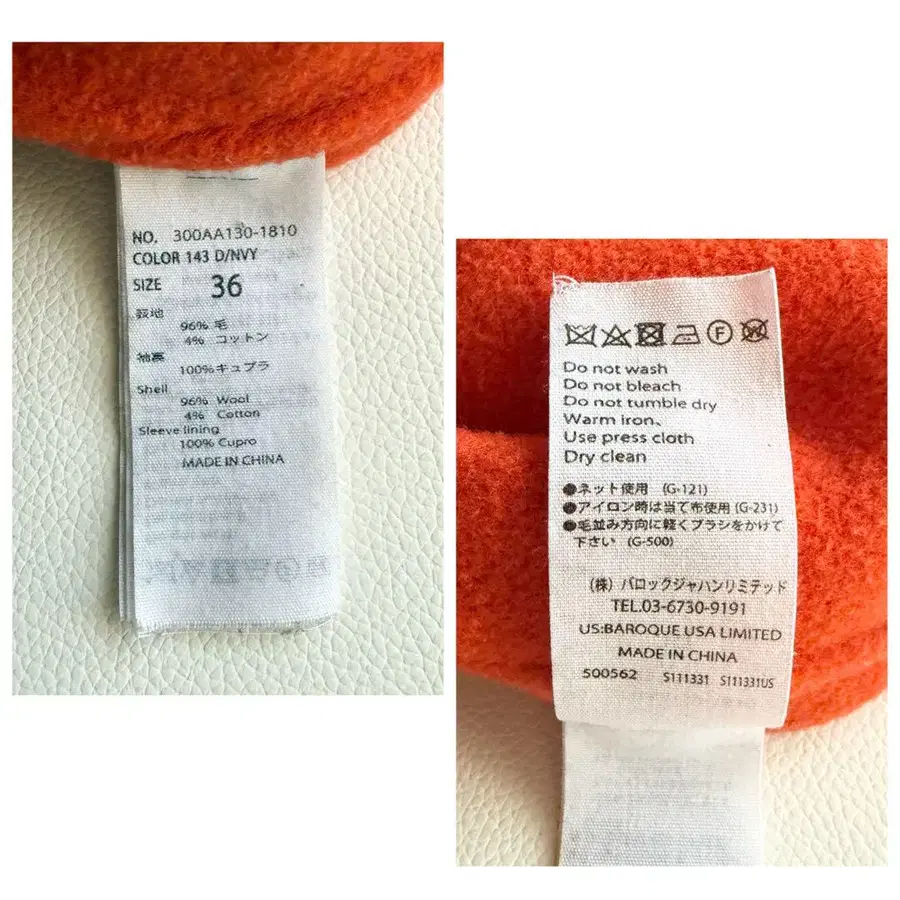 NO. 300AA130-1810
COLOR 143 D/NVY
SIZE 36
表地
96% 毛
4% コットン
袖裏
100%キュプラ
Shell
96% Wool
4% Cotton
Sleeve lining
100% Cupro
MADE IN CHINA
Do not wash
Do not bleach
Do not tumble dry
Warm iron、
Use press cloth
Dry clean
●ネット使用 (G-121)
●アイロン時は当て布使用 (G-231)
●毛並み方向に軽くブラシをかけて
下さい (G-500)
(株) バロックジャパンリミテッド
TEL.03-6730-9191
US:BAROQUE USA LIMITED
MADE IN CHINA
500562 S111331 S111331US